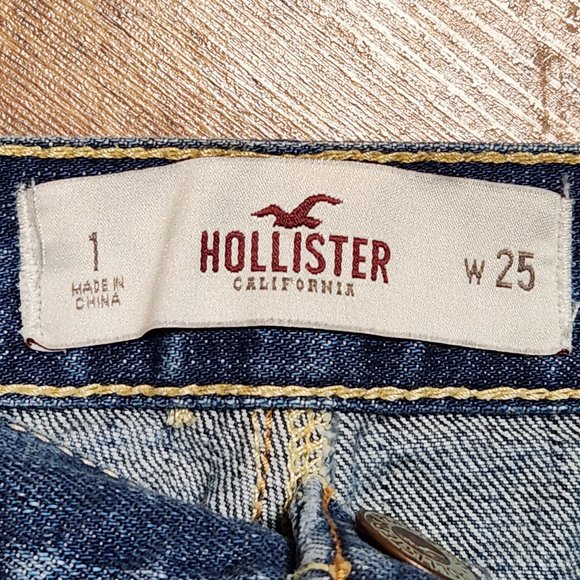 1
MADE IN
CHINA
HOLLISTER
CALIFORNIA
W 25